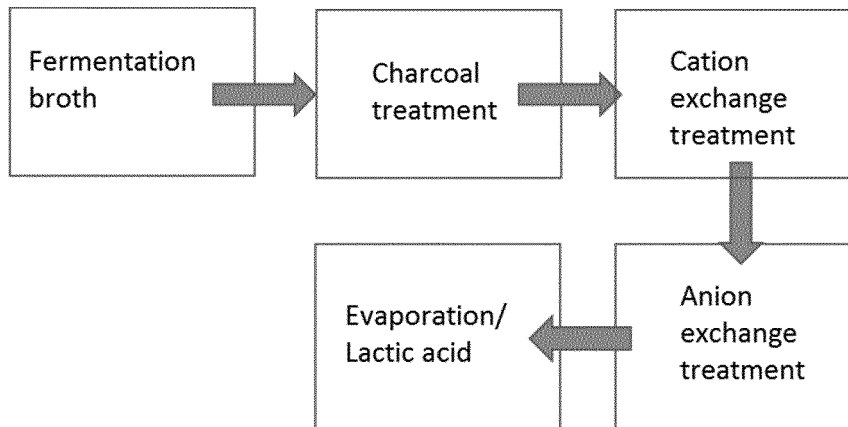 Fermentation
broth
Charcoal
treatment
Cation
exchange
treatment
Anion
exchange
treatment
Evaporation/
Lactic acid